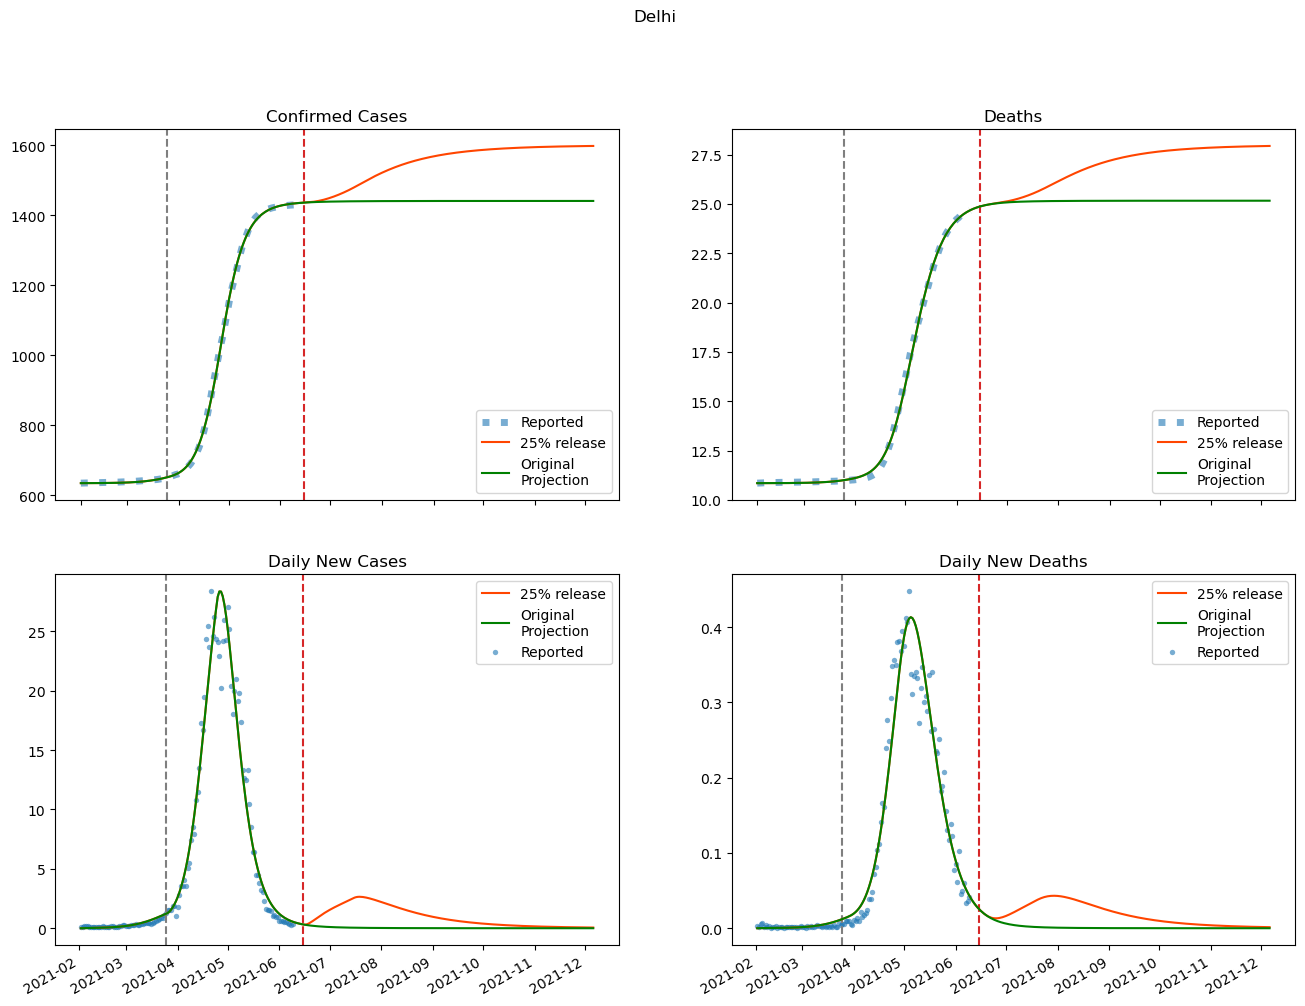 Delhi
Confirmed Cases
1600
1400
1200
1000
800
600
Reported
25% release
Original
Projection
Deaths
27.5
25.0
22.5
20.0
17.5
15.0
12.5
10.0
Reported
25% release
Original
Projection
Daily New Cases
25
20
15
10
5
0
25% release
Original
Projection
Reported
2021-02
2021-03
2021-04
2021-05
2021-06
2021-07
2021-08
2021-09
2021-10
2021-11
2021-12
Daily New Deaths
0.4
0.3
0.2
0.1
0.0
25% release
Original
Projection
Reported
2021-02
2021-03
2021-04
2021-05
2021-06
2021-07
2021-08
2021-09
2021-10
2021-11
2021-12